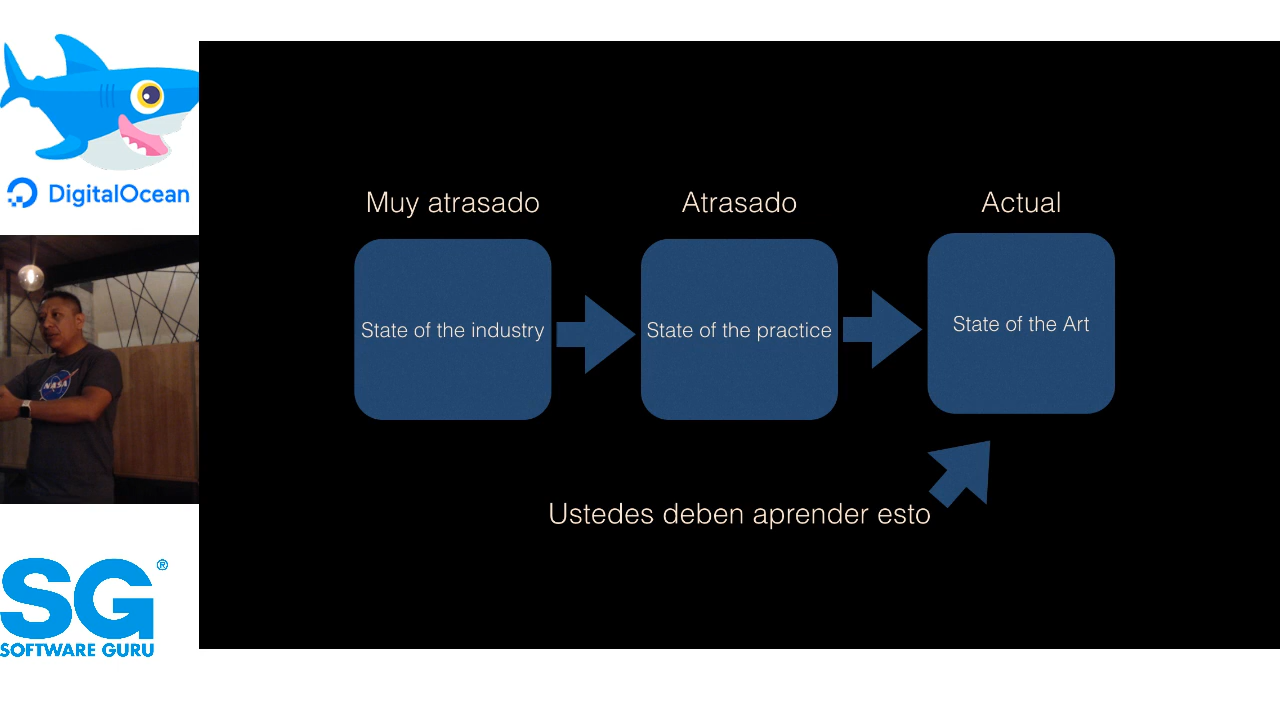 DigitalOcean
NASA
SG®
SOFTWARE GURU
Muy atrasado
Atrasado
Actual
State of the industry
State of the practice
State of the Art
Ustedes deben aprender esto